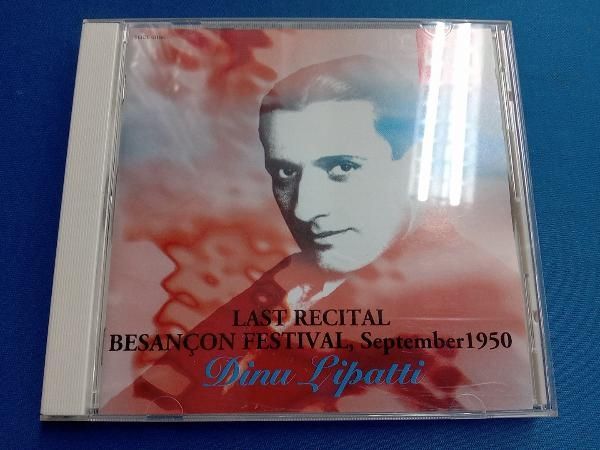 LAST RECITAL
BESANÇON FESTIVAL, September1950
Dinu Lipatti